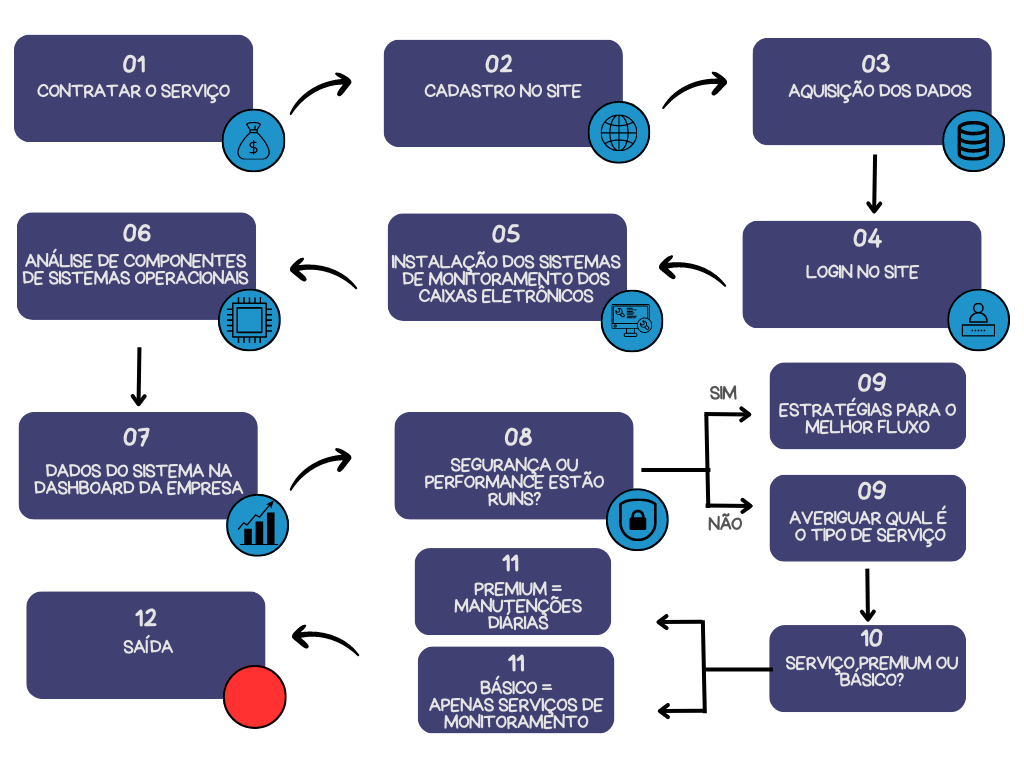 01
CONTRATAR O SERVIÇO
02
CADASTRO NO SITE
03
AQUISIÇÃO DOS DADOS
04
LOGIN NO SITE
05
INSTALAÇÃO DOS SISTEMAS
DE MONITORAMENTO DOS
CAIXAS ELETRÔNICOS
06
ANÁLISE DE COMPONENTES
DE SISTEMAS OPERACIONAIS
07
DADOS DO SISTEMA NA
DASHBOARD DA EMPRESA
08
SEGURANÇA OU
PERFORMANCE ESTÃO
RUINS?
SIM
09
ESTRATÉGIAS PARA O
MELHOR FLUXO
NÃO
09
AVERIGUAR QUAL É
O TIPO DE SERVIÇO
10
SERVIÇO PREMIUM OU
BÁSICO?
11
PREMIUM =
MANUTENÇÕES
DIÁRIAS
11
BÁSICO =
APENAS SERVIÇOS DE
MONITORAMENTO
12
SAÍDA
$